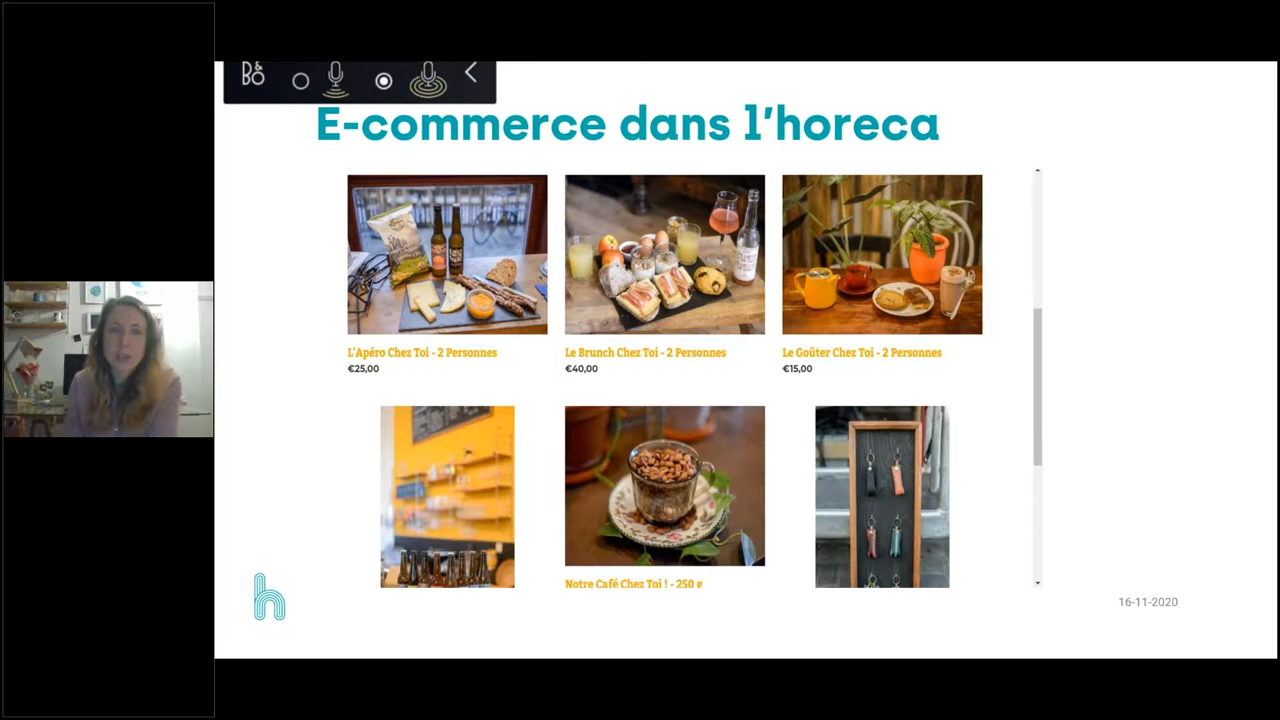 B&
BO
E-commerce dans l'horeca
L'Apéro Chez Toi - 2 Personnes
€25,00
Le Brunch Chez Toi - 2 Personnes
€40,00
Le Goûter Chez Toi - 2 Personnes
€15,00
Notre Café Chez Toi ! - 250 g
h
16-11-2020